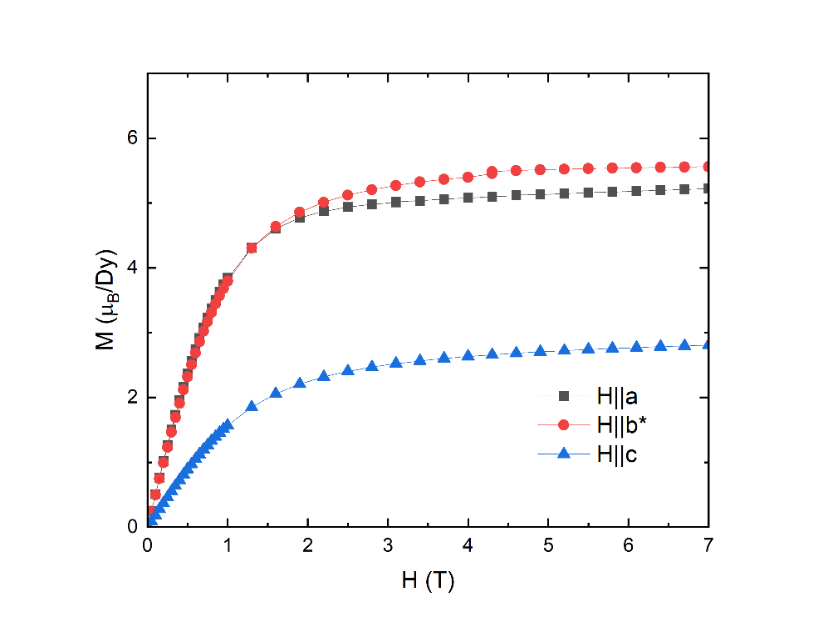 6
4
2
0
M (μB/Dy)
H||a
H||b*
H||c
0 1 2 3 4 5 6 7
H (T)